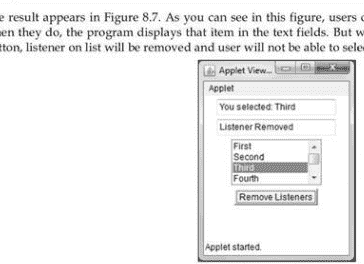 e result appears in Figure 8.7. As you can see in this figure, users
en they do, the program displays that item in the text fields. But w
tton, listener on list will be removed and user will not be able to selec
Applet View...
Applet
You selected: Third
Listener Removed
First
Second
Third
Fourth
Remove Listeners
Applet started.